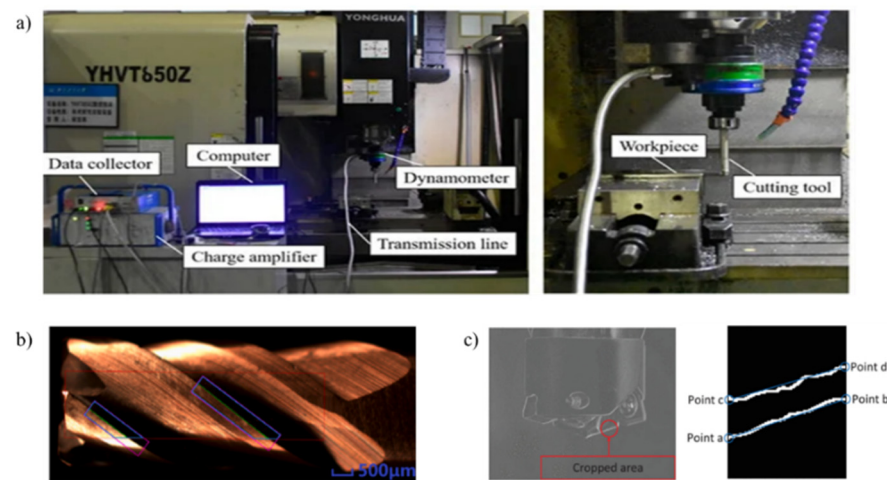 a)
YONGHUA
YHVT850Z
Data collector
Computer
Dynamometer
Transmission line
Charge amplifier
Workpiece
Cutting tool
b)
500μm
c)
Cropped area
Point d
Point c
Point b
Point a